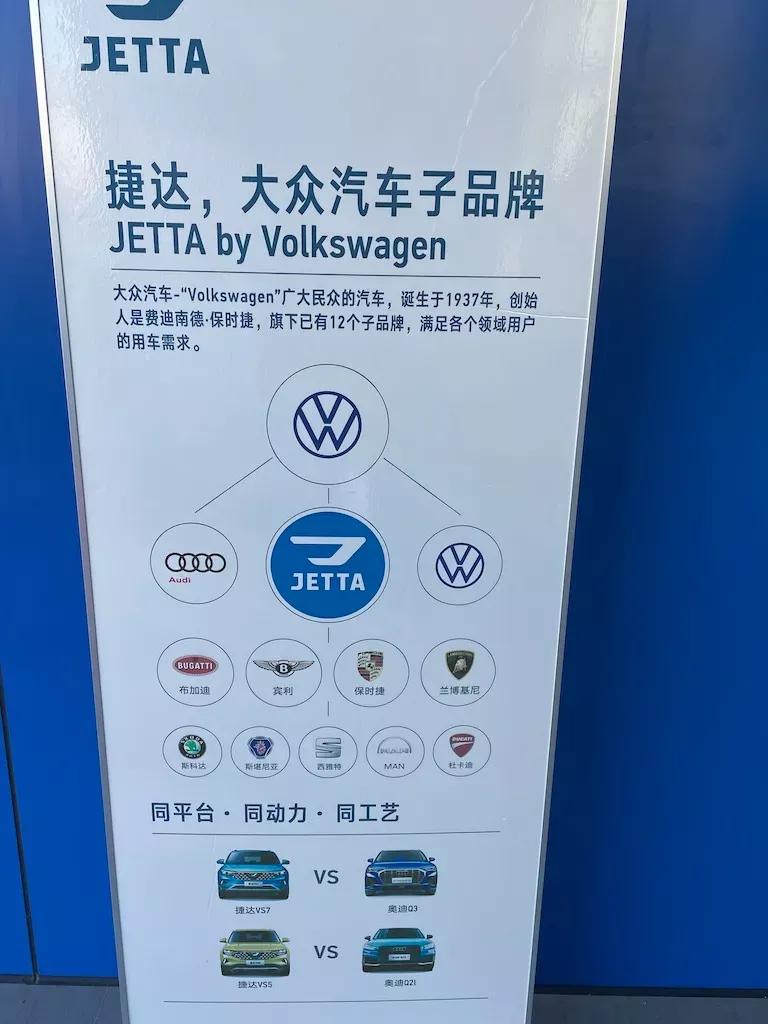 JETTA
捷达，大众汽车子品牌
JETTA by Volkswagen
大众汽车-“Volkswagen”广大民众的汽车，诞生于1937年，创始
人是费迪南德·保时捷，旗下已有12个子品牌，满足各个领域用户
的用车需求。
Audi
JETTA
BUGATTI
布加迪
B
宾利
保时捷
兰博基尼
斯科达
斯堪尼亚
西雅特
MAN
MAN
DUCATI
杜卡迪
同平台·同动力·同工艺
捷达VS7
VS
奥迪Q3
捷达VS5
VS
奥迪Q2l